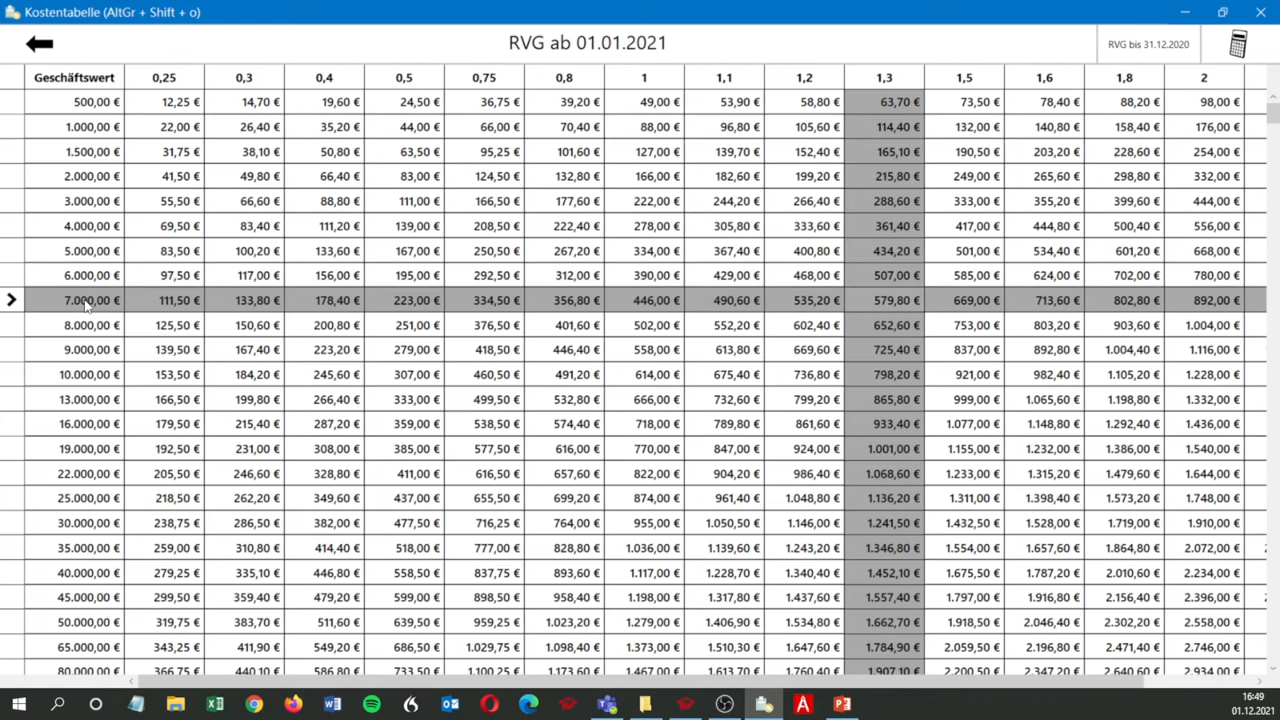 Kostentabelle (AltGr + Shift + o)
RVG ab 01.01.2021
RVG bis 31.12.2020
Geschäftswert 0,25 0,3 0,4 0,5 0,75 0,8 1 1,1 1,2 1,3 1,5 1,6 1,8 2
500,00 € 12,25 € 14,70 € 19,60 € 24,50 € 36,75 € 39,20 € 49,00 € 53,90 € 58,80 € 63,70 € 73,50 € 78,40 € 88,20 € 98,00 €
1.000,00 € 22,00 € 26,40 € 35,20 € 44,00 € 66,00 € 70,40 € 88,00 € 96,80 € 105,60 € 114,40 € 132,00 € 140,80 € 158,40 € 176,00 €
1.500,00 € 31,75 € 38,10 € 50,80 € 63,50 € 95,25 € 101,60 € 127,00 € 139,70 € 152,40 € 165,10 € 190,50 € 203,20 € 228,60 € 254,00 €
2.000,00 € 41,50 € 49,80 € 66,40 € 83,00 € 124,50 € 132,80 € 166,00 € 182,60 € 199,20 € 215,80 € 249,00 € 265,60 € 298,80 € 332,00 €
3.000,00 € 55,50 € 66,60 € 88,80 € 111,00 € 166,50 € 177,60 € 222,00 € 244,20 € 266,40 € 288,60 € 333,00 € 355,20 € 399,60 € 444,00 €
4.000,00 € 69,50 € 83,40 € 111,20 € 139,00 € 208,50 € 222,40 € 278,00 € 305,80 € 333,60 € 361,40 € 417,00 € 444,80 € 500,40 € 556,00 €
5.000,00 € 83,50 € 100,20 € 133,60 € 167,00 € 250,50 € 267,20 € 334,00 € 367,40 € 400,80 € 434,20 € 501,00 € 534,40 € 601,20 € 668,00 €
6.000,00 € 97,50 € 117,00 € 156,00 € 195,00 € 292,50 € 312,00 € 390,00 € 429,00 € 468,00 € 507,00 € 585,00 € 624,00 € 702,00 € 780,00 €
7.000,00 € 111,50 € 133,80 € 178,40 € 223,00 € 334,50 € 356,80 € 446,00 € 490,60 € 535,20 € 579,80 € 669,00 € 713,60 € 802,80 € 892,00 €
8.000,00 € 125,50 € 150,60 € 200,80 € 251,00 € 376,50 € 401,60 € 502,00 € 552,20 € 602,40 € 652,60 € 753,00 € 803,20 € 903,60 € 1.004,00 €
9.000,00 € 139,50 € 167,40 € 223,20 € 279,00 € 418,50 € 446,40 € 558,00 € 613,80 € 669,60 € 725,40 € 837,00 € 892,80 € 1.004,40 € 1.116,00 €
10.000,00 € 153,50 € 184,20 € 245,60 € 307,00 € 460,50 € 491,20 € 614,00 € 675,40 € 736,80 € 798,20 € 921,00 € 982,40 € 1.105,20 € 1.228,00 €
13.000,00 € 166,50 € 199,80 € 266,40 € 333,00 € 499,50 € 532,80 € 666,00 € 732,60 € 799,20 € 865,80 € 999,00 € 1.065,60 € 1.198,80 € 1.332,00 €
16.000,00 € 179,50 € 215,40 € 287,20 € 359,00 € 538,50 € 574,40 € 718,00 € 789,80 € 861,60 € 933,40 € 1.077,00 € 1.148,80 € 1.292,40 € 1.436,00 €
19.000,00 € 192,50 € 231,00 € 308,00 € 385,00 € 577,50 € 616,00 € 770,00 € 847,00 € 924,00 € 1.001,00 € 1.155,00 € 1.232,00 € 1.386,00 € 1.540,00 €
22.000,00 € 205,50 € 246,60 € 328,80 € 411,00 € 616,50 € 657,60 € 822,00 € 904,20 € 986,40 € 1.068,60 € 1.233,00 € 1.315,20 € 1.479,60 € 1.644,00 €
25.000,00 € 218,50 € 262,20 € 349,60 € 437,00 € 655,50 € 699,20 € 874,00 € 961,40 € 1.048,80 € 1.136,20 € 1.311,00 € 1.398,40 € 1.573,20 € 1.748,00 €
30.000,00 € 238,75 € 286,50 € 382,00 € 477,50 € 716,25 € 764,00 € 955,00 € 1.050,50 € 1.146,00 € 1.241,50 € 1.432,50 € 1.528,00 € 1.719,00 € 1.910,00 €
35.000,00 € 259,00 € 310,80 € 414,40 € 518,00 € 777,00 € 828,80 € 1.036,00 € 1.139,60 € 1.243,20 € 1.346,80 € 1.554,00 € 1.657,60 € 1.864,80 € 2.072,00 €
40.000,00 € 279,25 € 335,10 € 446,80 € 558,50 € 837,75 € 893,60 € 1.117,00 € 1.228,70 € 1.340,40 € 1.452,10 € 1.675,50 € 1.787,20 € 2.010,60 € 2.234,00 €
45.000,00 € 299,50 € 359,40 € 479,20 € 599,00 € 898,50 € 958,40 € 1.198,00 € 1.317,80 € 1.437,60 € 1.557,40 € 1.797,00 € 1.916,80 € 2.156,40 € 2.396,00 €
50.000,00 € 319,75 € 383,70 € 511,60 € 639,50 € 959,25 € 1.023,20 € 1.279,00 € 1.406,90 € 1.534,80 € 1.662,70 € 1.918,50 € 2.046,40 € 2.302,20 € 2.558,00 €
65.000,00 € 343,25 € 411,90 € 549,20 € 686,50 € 1.029,75 € 1.098,40 € 1.373,00 € 1.510,30 € 1.647,60 € 1.784,90 € 2.059,50 € 2.196,80 € 2.471,40 € 2.746,00 €
80.000,00 € 366,75 € 440,10 € 586,80 € 733,50 € 1.100,25 € 1.173,60 € 1.467,00 € 1.613,70 € 1.760,40 € 1.907,10 € 2.200,50 € 2.347,20 € 2.640,60 € 2.934,00 €
16:49
01.12.2021